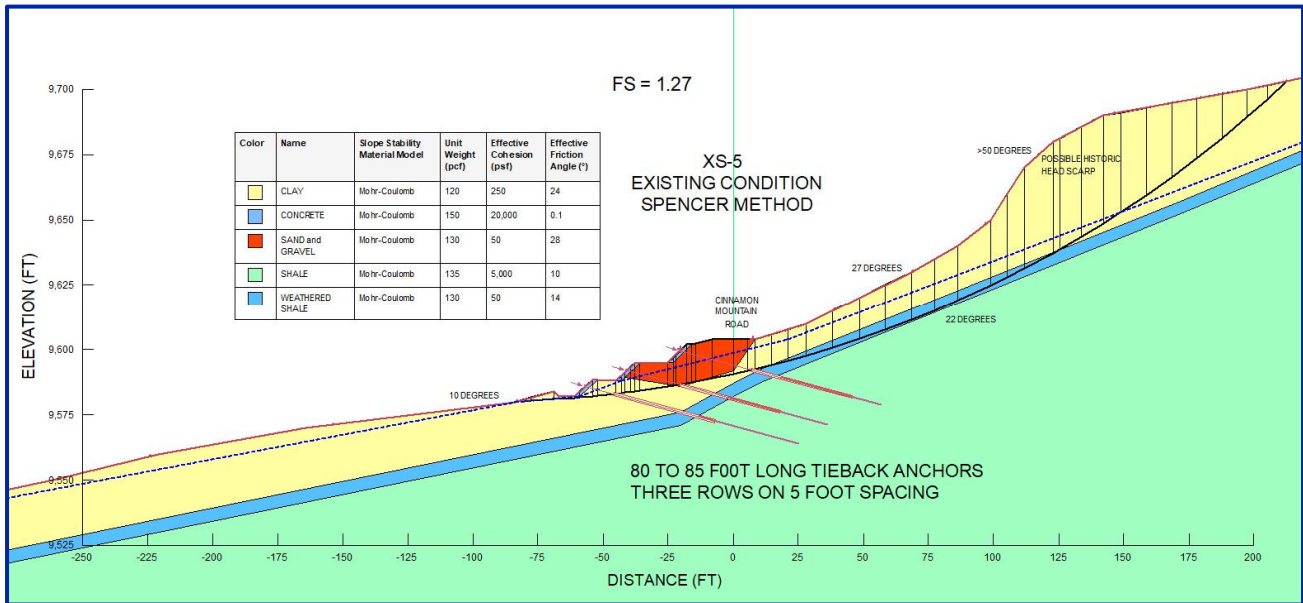 FS = 1.27
XS-5
EXISTING CONDITION
SPENCER METHOD
Color Name Slope Stability Material Model Unit Weight (pcf) Effective Cohesion (psf) Effective Friction Angle (°)
CLAY Mohr-Coulomb 120 250 24
CONCRETE Mohr-Coulomb 150 20,000 0.1
SAND and GRAVEL Mohr-Coulomb 130 50 28
SHALE Mohr-Coulomb 135 5,000 10
WEATHERED SHALE Mohr-Coulomb 130 50 14
>50 DEGREES
POSSIBLE HISTORIC
HEAD SCARP
27 DEGREES
22 DEGREES
CINNAMON
MOUNTAIN
ROAD
10 DEGREES
80 TO 85 FOOT LONG TIEBACK ANCHORS
THREE ROWS ON 5 FOOT SPACING
ELEVATION (FT)
9,700
9,675
9,650
9,625
9,600
9,575
9,550
9,525
-250 -225 -200 -175 -150 -125 -100 -75 -50 -25 0 25 50 75 100 125 150 175 200
DISTANCE (FT)